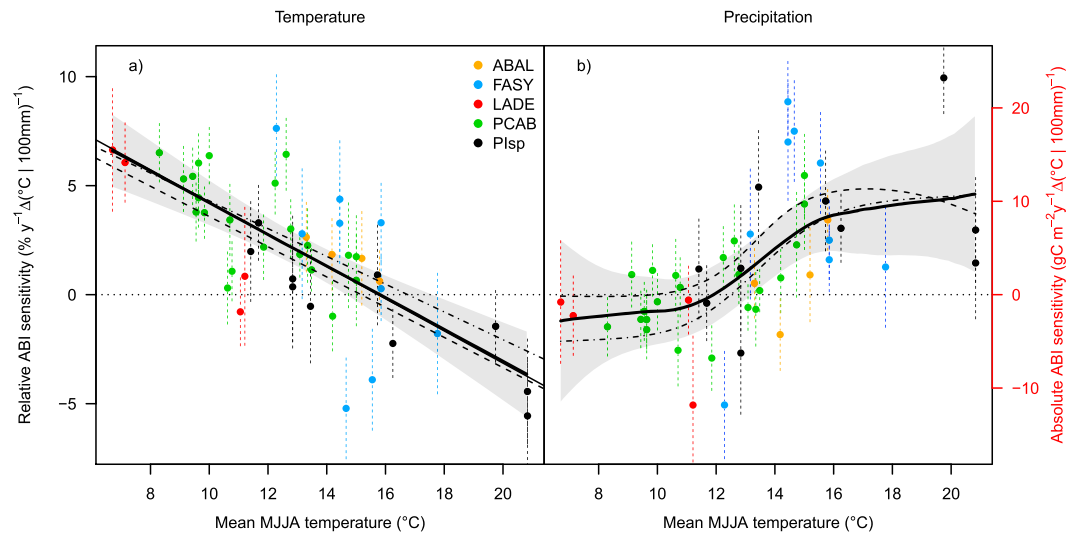 Temperature
Precipitation
a)
b)
ABAL
FASY
LADE
PCAB
PIsp
Relative ABI sensitivity (% y⁻¹Δ(°C | 100mm)⁻¹)
10
5
0
−5
8 10 12 14 16 18 20
Mean MJJA temperature (°C)
8 10 12 14 16 18 20
Mean MJJA temperature (°C)
20
10
0
−10
Absolute ABI sensitivity (gC m⁻²y⁻¹Δ(°C | 100mm)⁻¹)